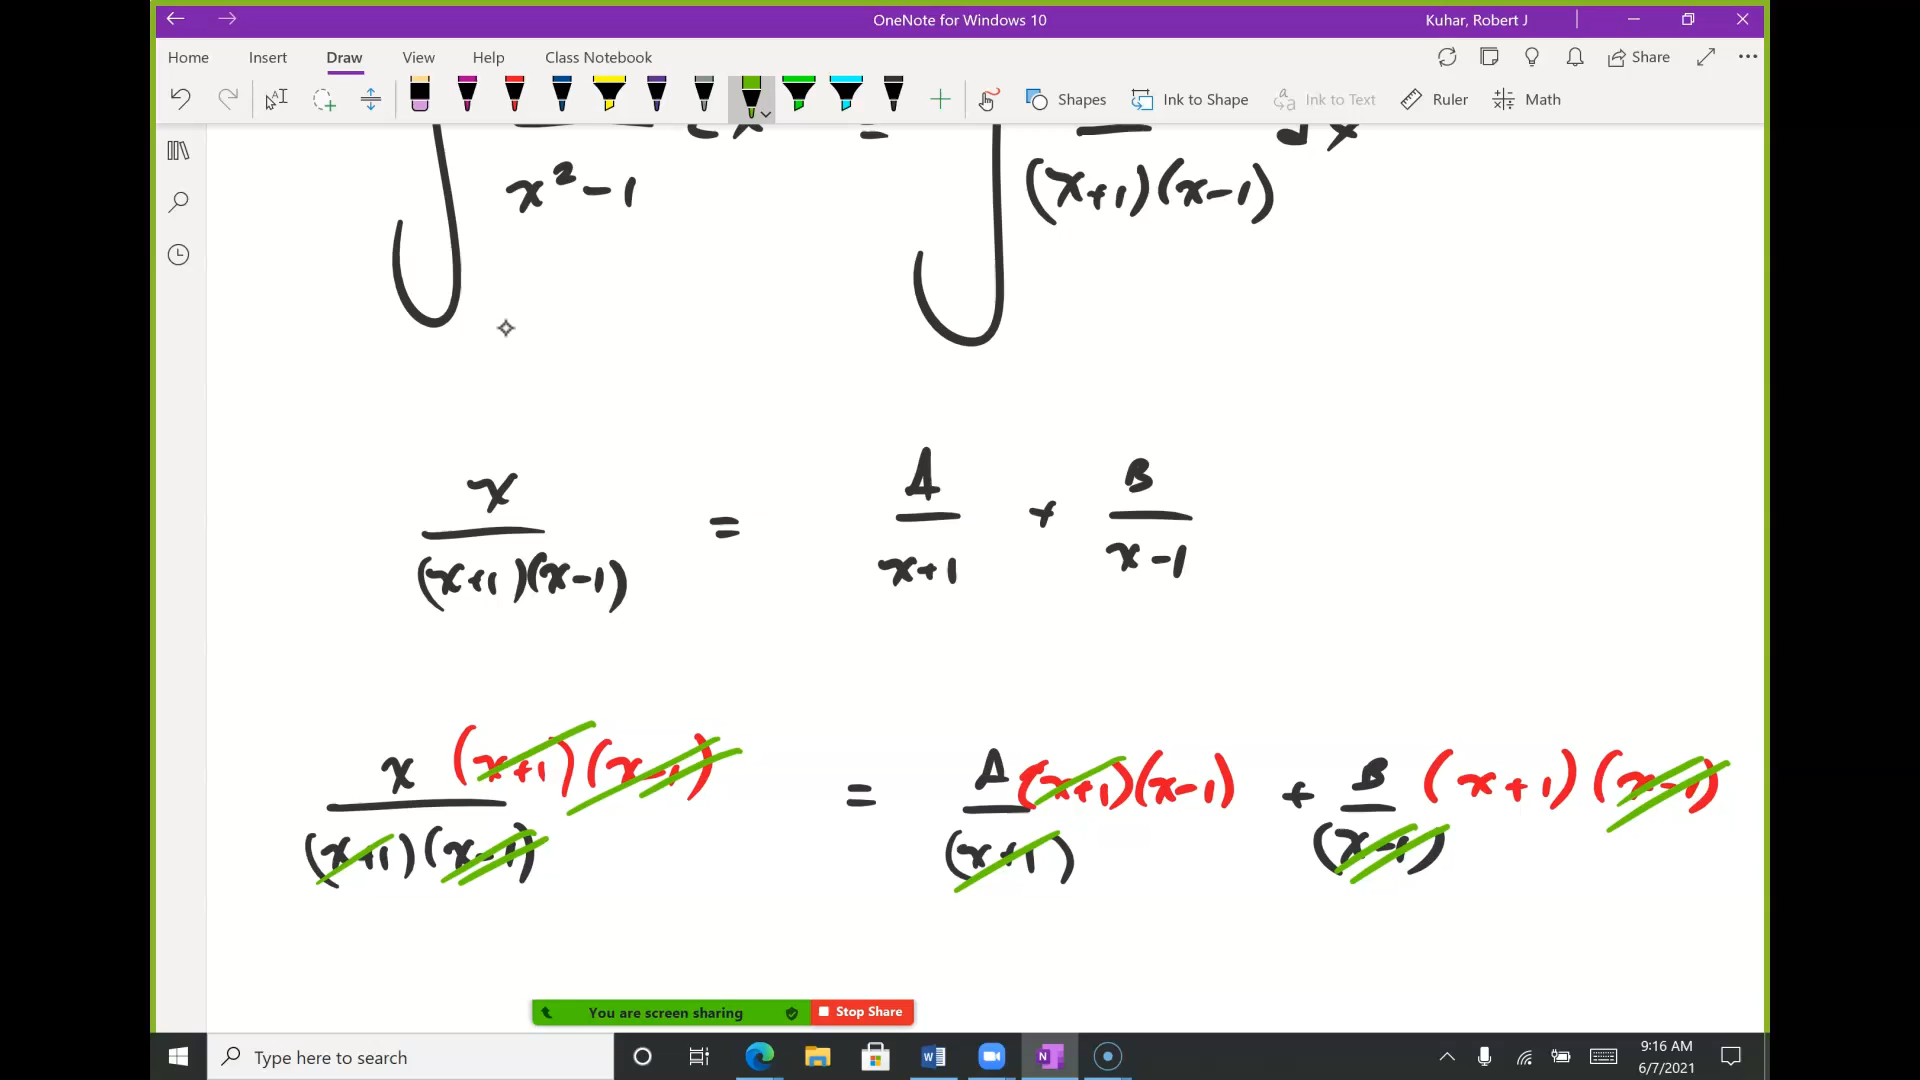 OneNote for Windows 10 Kuhar, Robert J
Home Insert Draw View Help Class Notebook Share
Shapes Ink to Shape Ink to Text Ruler Math
x² - 1 (x+1)(x-1)
x = A + B
(x+1)(x-1) x+1 x-1
x (x+1)(x-1) = A(x+1)(x-1) + B (x+1)(x-1)
(x+1)(x-1) (x+1) (x-1)
You are screen sharing Stop Share
Type here to search
9:16 AM
6/7/2021